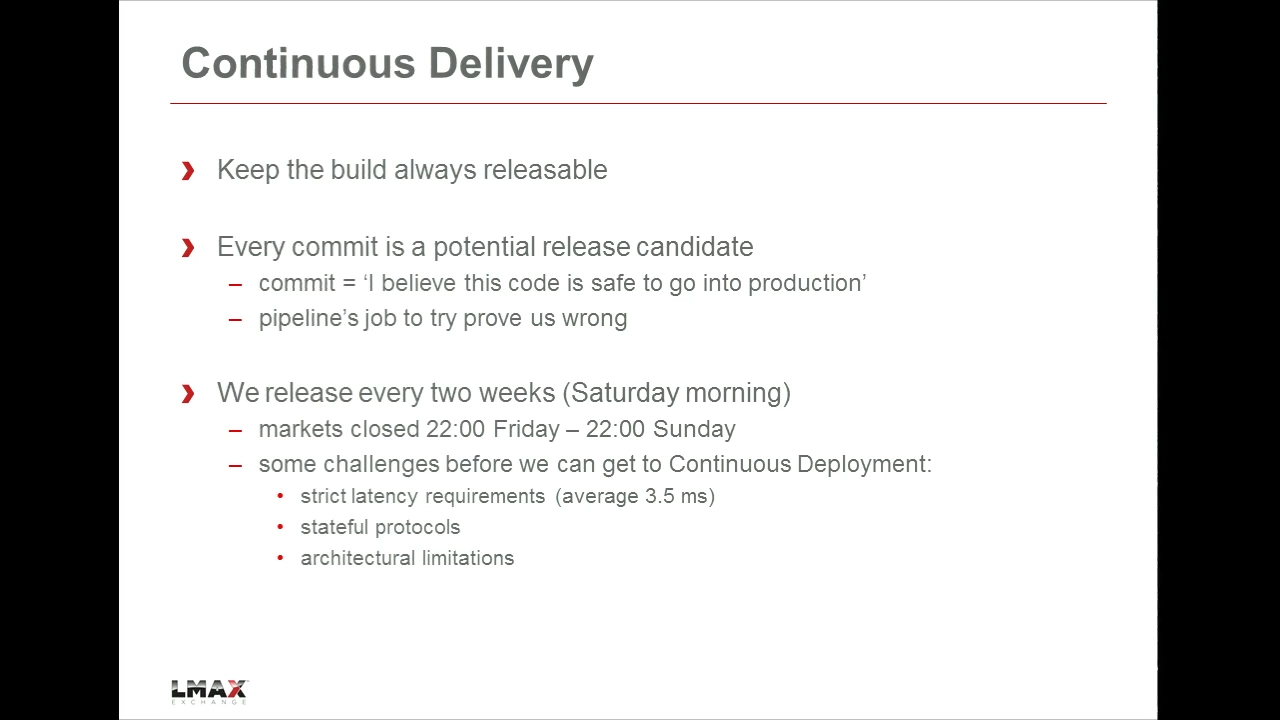 Continuous Delivery
Keep the build always releasable
Every commit is a potential release candidate
– commit = ‘I believe this code is safe to go into production’
– pipeline’s job to try prove us wrong
We release every two weeks (Saturday morning)
– markets closed 22:00 Friday – 22:00 Sunday
– some challenges before we can get to Continuous Deployment:
• strict latency requirements (average 3.5 ms)
• stateful protocols
• architectural limitations
LMAX
EXCHANGE